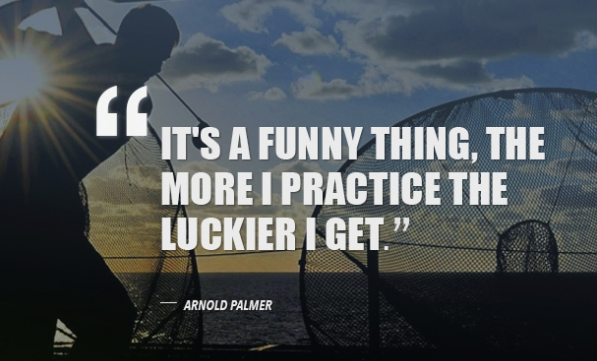 “
IT'S A FUNNY THING, THE
MORE I PRACTICE THE
LUCKIER I GET.”
— ARNOLD PALMER